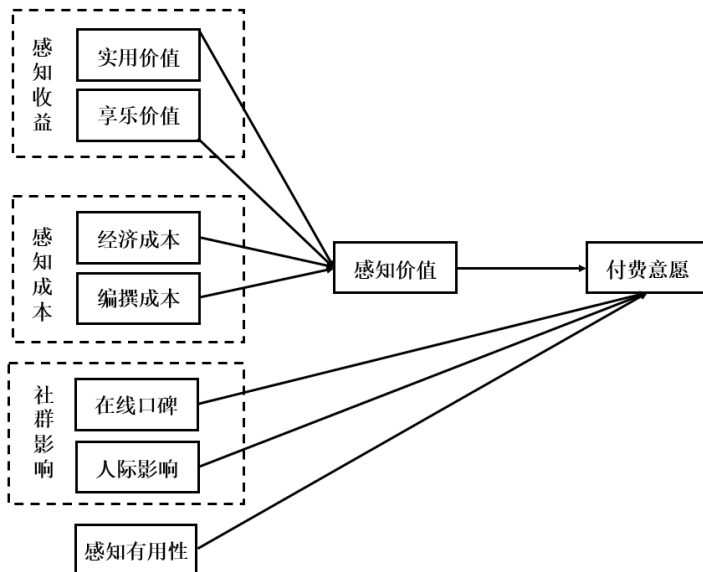 感知收益
实用价值
享乐价值
感知成本
经济成本
编撰成本
感知价值
付费意愿
社群影响
在线口碑
人际影响
感知有用性